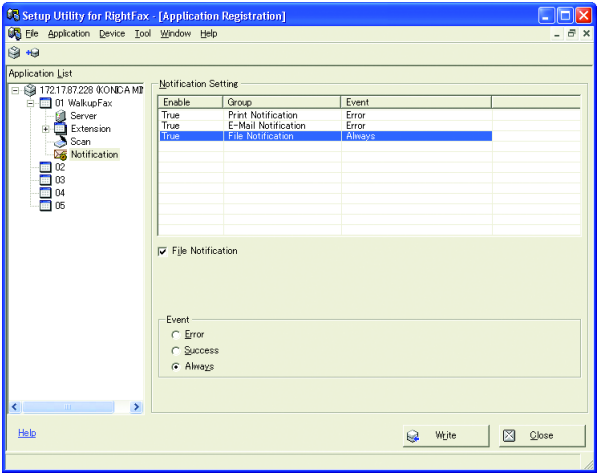 Setup Utility for RightFax - [Application Registration]
File Application Device Tool Window Help
Application List
172.17.87.228 (KONICA MIN
01 WalkupFax
Server
Extension
Scan
Notification
02
03
04
05
Notification Setting
Enable Group Event
True Print Notification Error
True E-Mail Notification Error
True File Notification Always
File Notification
Event
Error
Success
Always
Help
Write
Close